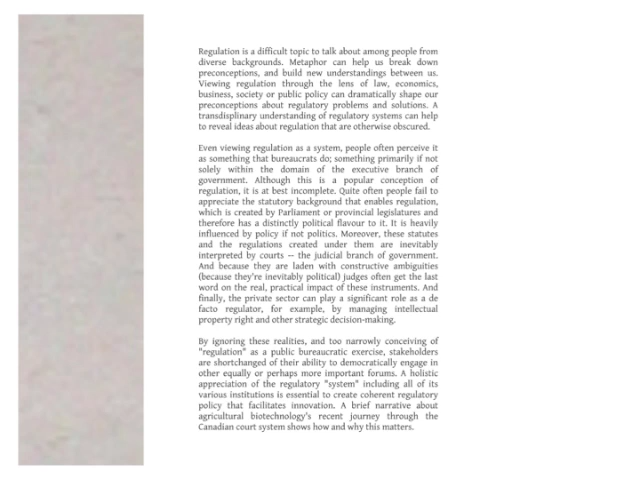 Regulation is a difficult topic to talk about among people from
diverse backgrounds. Metaphor can help us break down
preconceptions, and build new understandings between us.
Viewing regulation through the lens of law, economics,
business, society or public policy can dramatically shape our
preconceptions about regulatory problems and solutions. A
transdisplinary understanding of regulatory systems can help
to reveal ideas about regulation that are otherwise obscured.
Even viewing regulation as a system, people often perceive it
as something that bureaucrats do; something primarily if not
solely within the domain of the executive branch of
government. Although this is a popular conception of
regulation, it is at best incomplete. Quite often people fail to
appreciate the statutory background that enables regulation,
which is created by Parliament or provincial legislatures and
therefore has a distinctly political flavour to it. It is heavily
influenced by policy if not politics. Moreover, these statutes
and the regulations created under them are inevitably
interpreted by courts -- the judicial branch of government.
And because they are laden with constructive ambiguities
(because they're inevitably political) judges often get the last
word on the real, practical impact of these instruments. And
finally, the private sector can play a significant role as a de
facto regulator, for example, by managing intellectual
property right and other strategic decision-making.
By ignoring these realities, and too narrowly conceiving of
"regulation" as a public bureaucratic exercise, stakeholders
are shortchanged of their ability to democratically engage in
other equally or perhaps more important forums. A holistic
appreciation of the regulatory "system" including all of its
various institutions is essential to create coherent regulatory
policy that facilitates innovation. A brief narrative about
agricultural biotechnology's recent journey through the
Canadian court system shows how and why this matters.